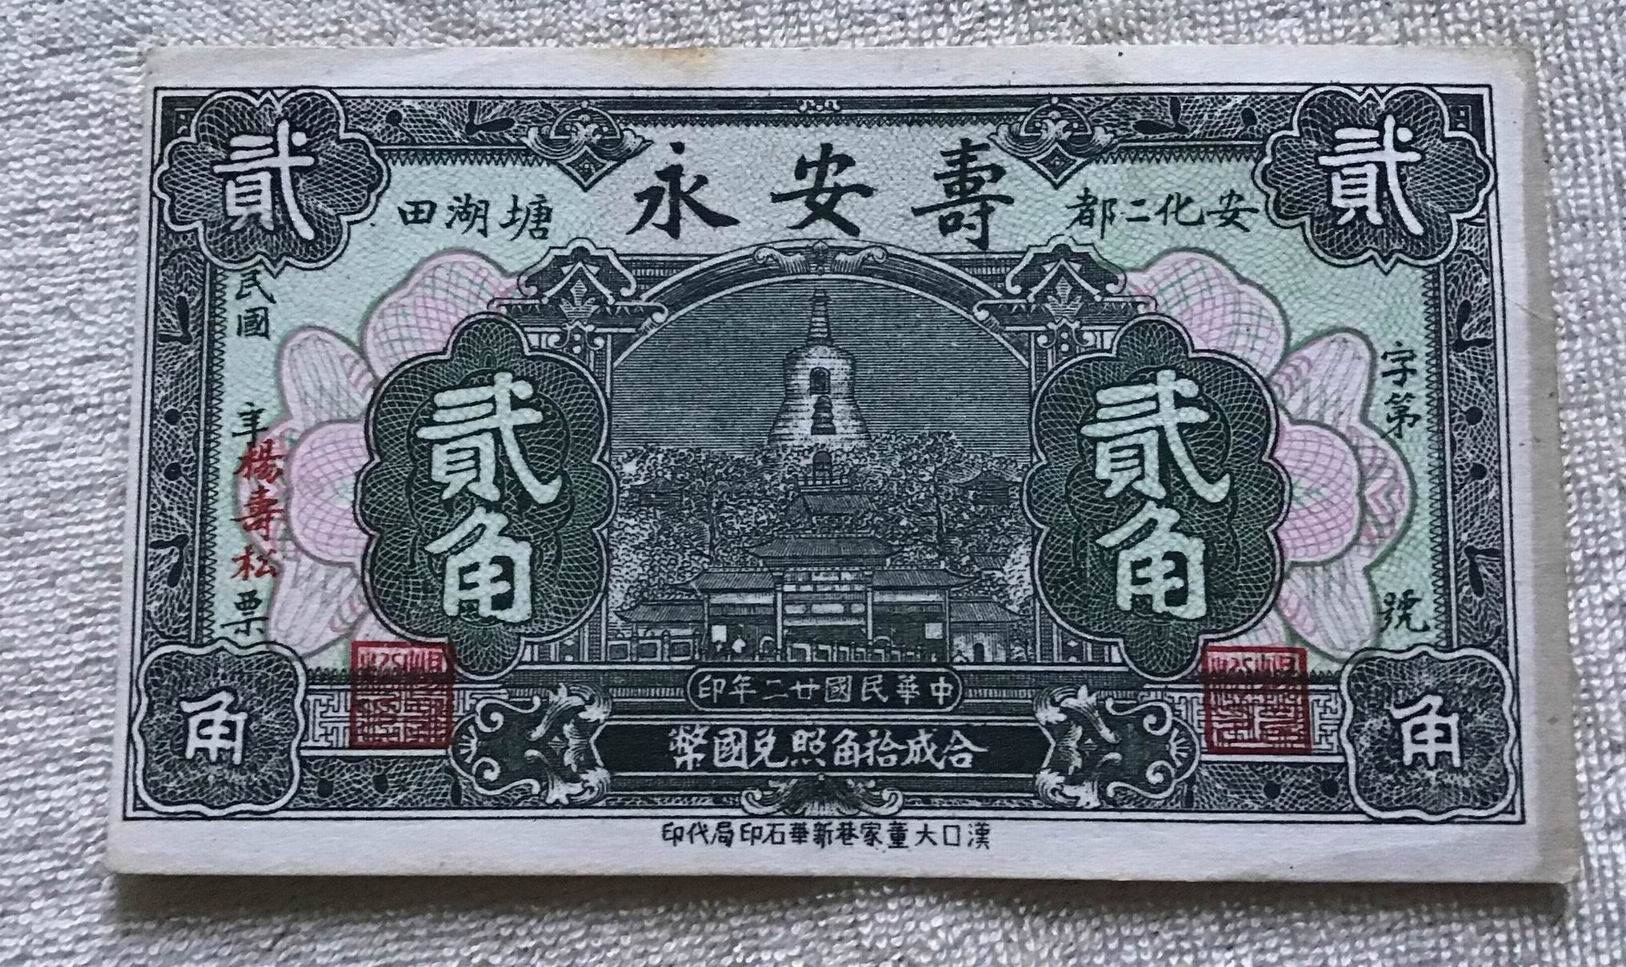 貳
貳
壽安永
安化二都
塘湖田
字第
號
貳角
貳角
民國
年
楊壽松
票
角
角
中華民國廿二年印
合成拾角照兌國幣
漢口大董家巷新華石印局代印